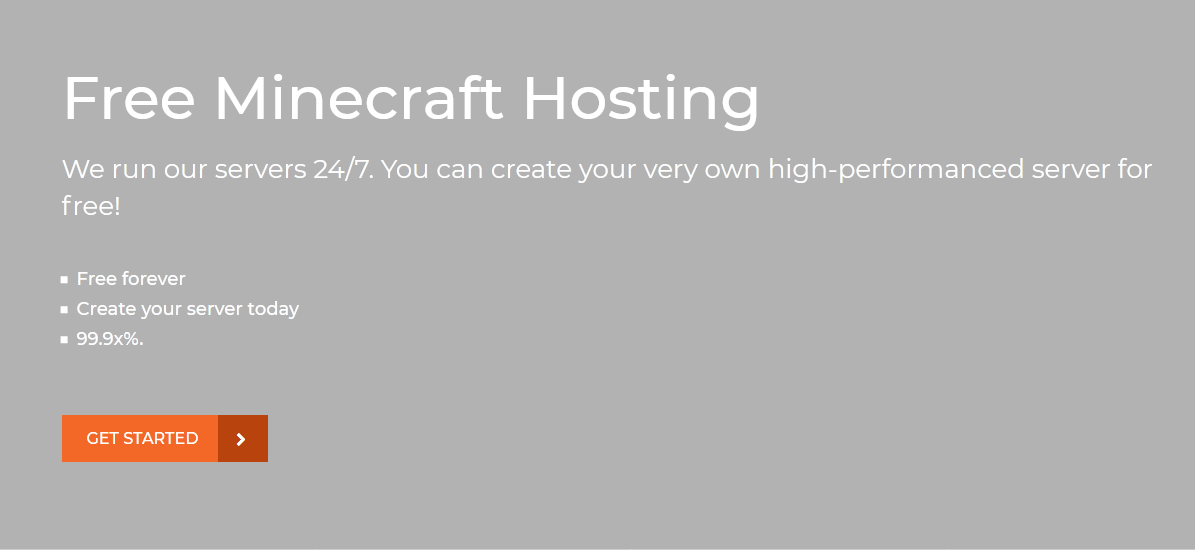 Free Minecraft Hosting
We run our servers 24/7. You can create your very own high-performanced server for
free!
Free forever
Create your server today
99.9x%.
GET STARTED